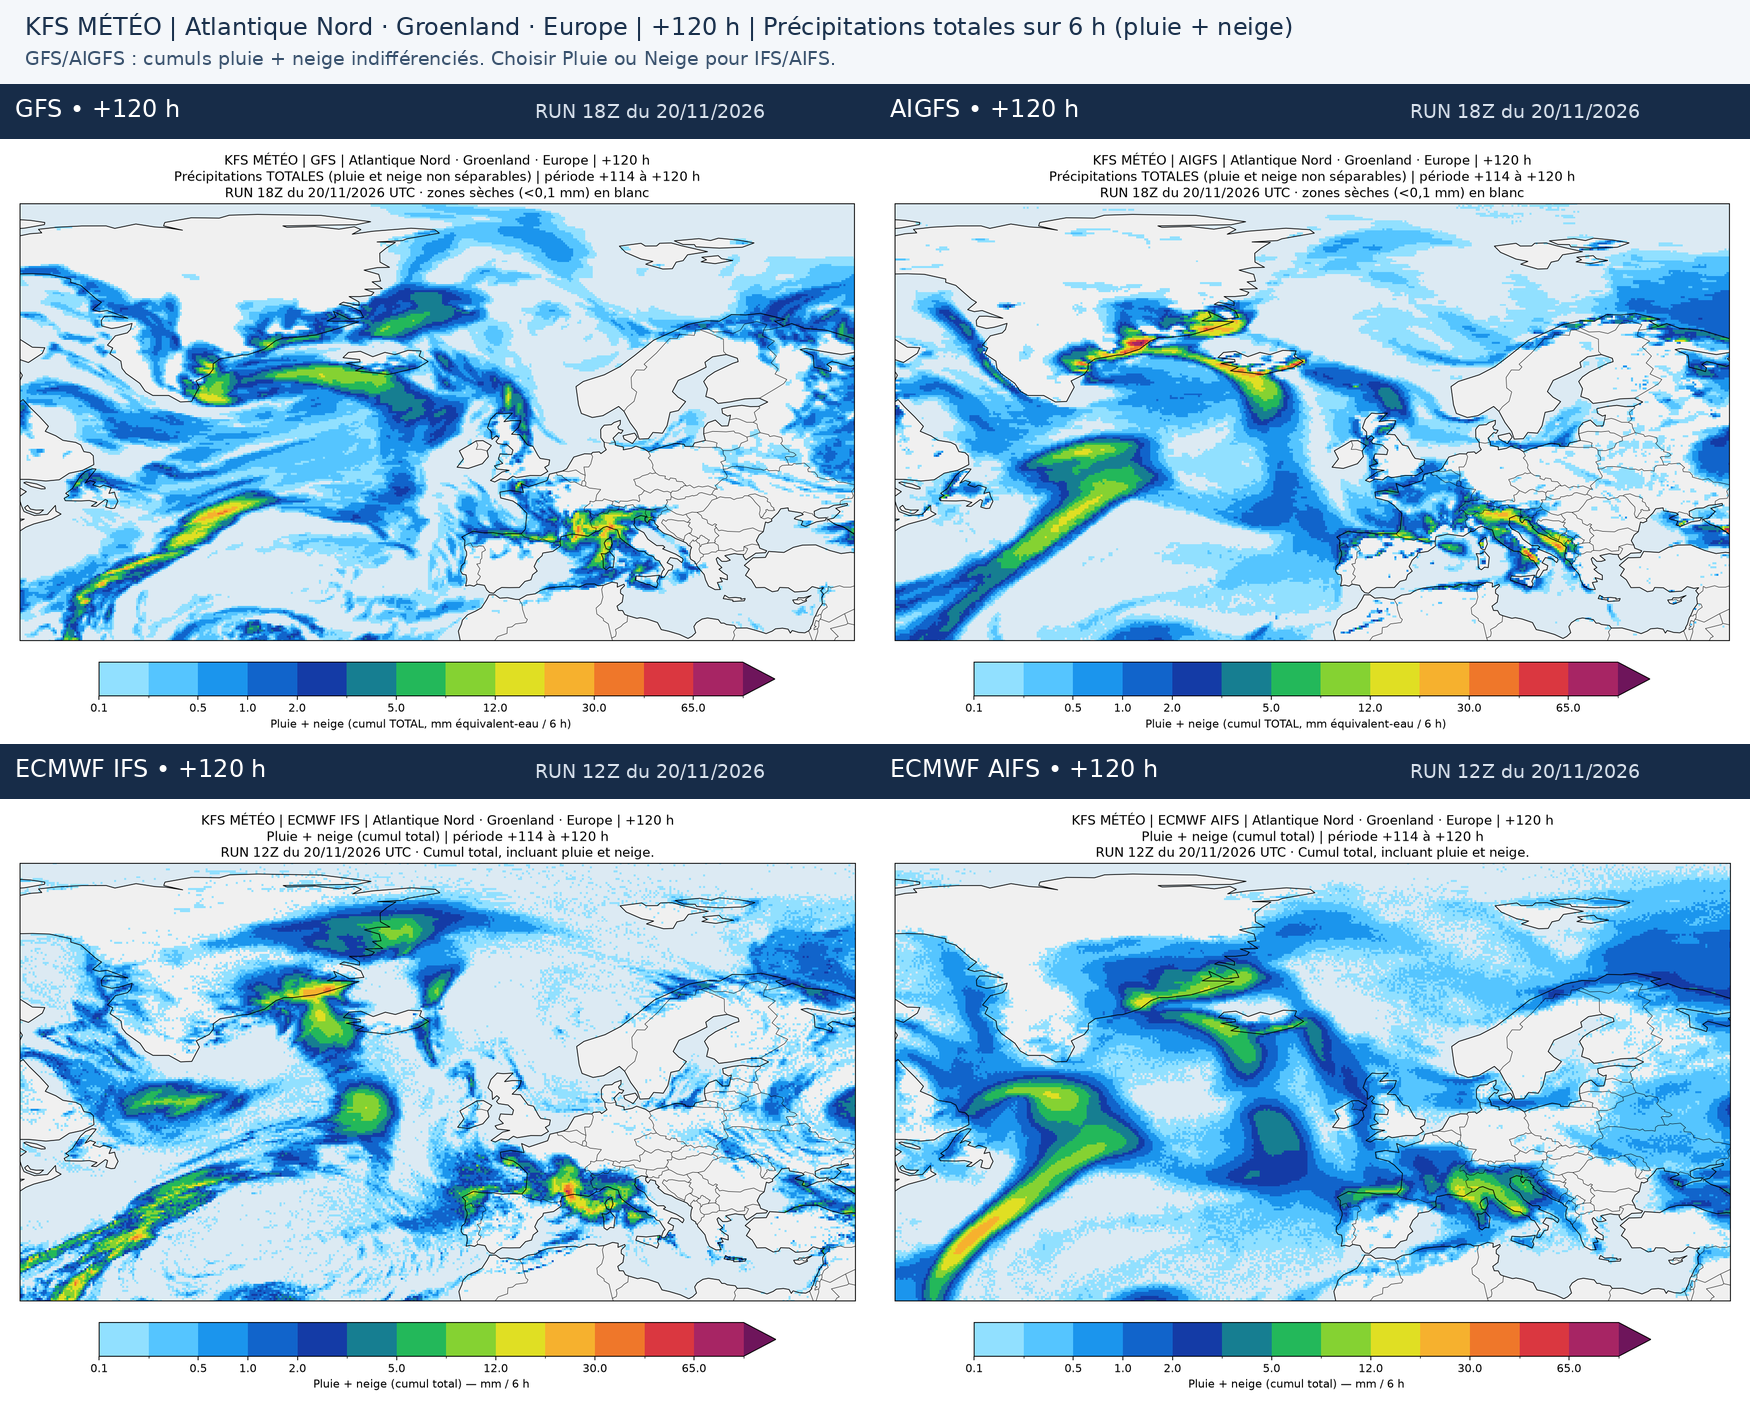 KFS MÉTÉO | Atlantique Nord · Groenland · Europe | +120 h | Précipitations totales sur 6 h (pluie + neige)
GFS/AIGFS : cumuls pluie + neige indifférenciés. Choisir Pluie ou Neige pour IFS/AIFS.
GFS • +120 h RUN 18Z du 20/11/2026
AIGFS • +120 h RUN 18Z du 20/11/2026
KFS MÉTÉO | GFS | Atlantique Nord · Groenland · Europe | +120 h
Précipitations TOTALES (pluie et neige non séparables) | période +114 à +120 h
RUN 18Z du 20/11/2026 UTC · zones sèches (<0,1 mm) en blanc
KFS MÉTÉO | AIGFS | Atlantique Nord · Groenland · Europe | +120 h
Précipitations TOTALES (pluie et neige non séparables) | période +114 à +120 h
RUN 18Z du 20/11/2026 UTC · zones sèches (<0,1 mm) en blanc
0.1 0.5 1.0 2.0 5.0 12.0 30.0 65.0
Pluie + neige (cumul TOTAL, mm équivalent-eau / 6 h)
0.1 0.5 1.0 2.0 5.0 12.0 30.0 65.0
Pluie + neige (cumul TOTAL, mm équivalent-eau / 6 h)
ECMWF IFS • +120 h RUN 12Z du 20/11/2026
ECMWF AIFS • +120 h RUN 12Z du 20/11/2026
KFS MÉTÉO | ECMWF IFS | Atlantique Nord · Groenland · Europe | +120 h
Pluie + neige (cumul total) | période +114 à +120 h
RUN 12Z du 20/11/2026 UTC · Cumul total, incluant pluie et neige.
KFS MÉTÉO | ECMWF AIFS | Atlantique Nord · Groenland · Europe | +120 h
Pluie + neige (cumul total) | période +114 à +120 h
RUN 12Z du 20/11/2026 UTC · Cumul total, incluant pluie et neige.
0.1 0.5 1.0 2.0 5.0 12.0 30.0 65.0
Pluie + neige (cumul total) — mm / 6 h
0.1 0.5 1.0 2.0 5.0 12.0 30.0 65.0
Pluie + neige (cumul total) — mm / 6 h